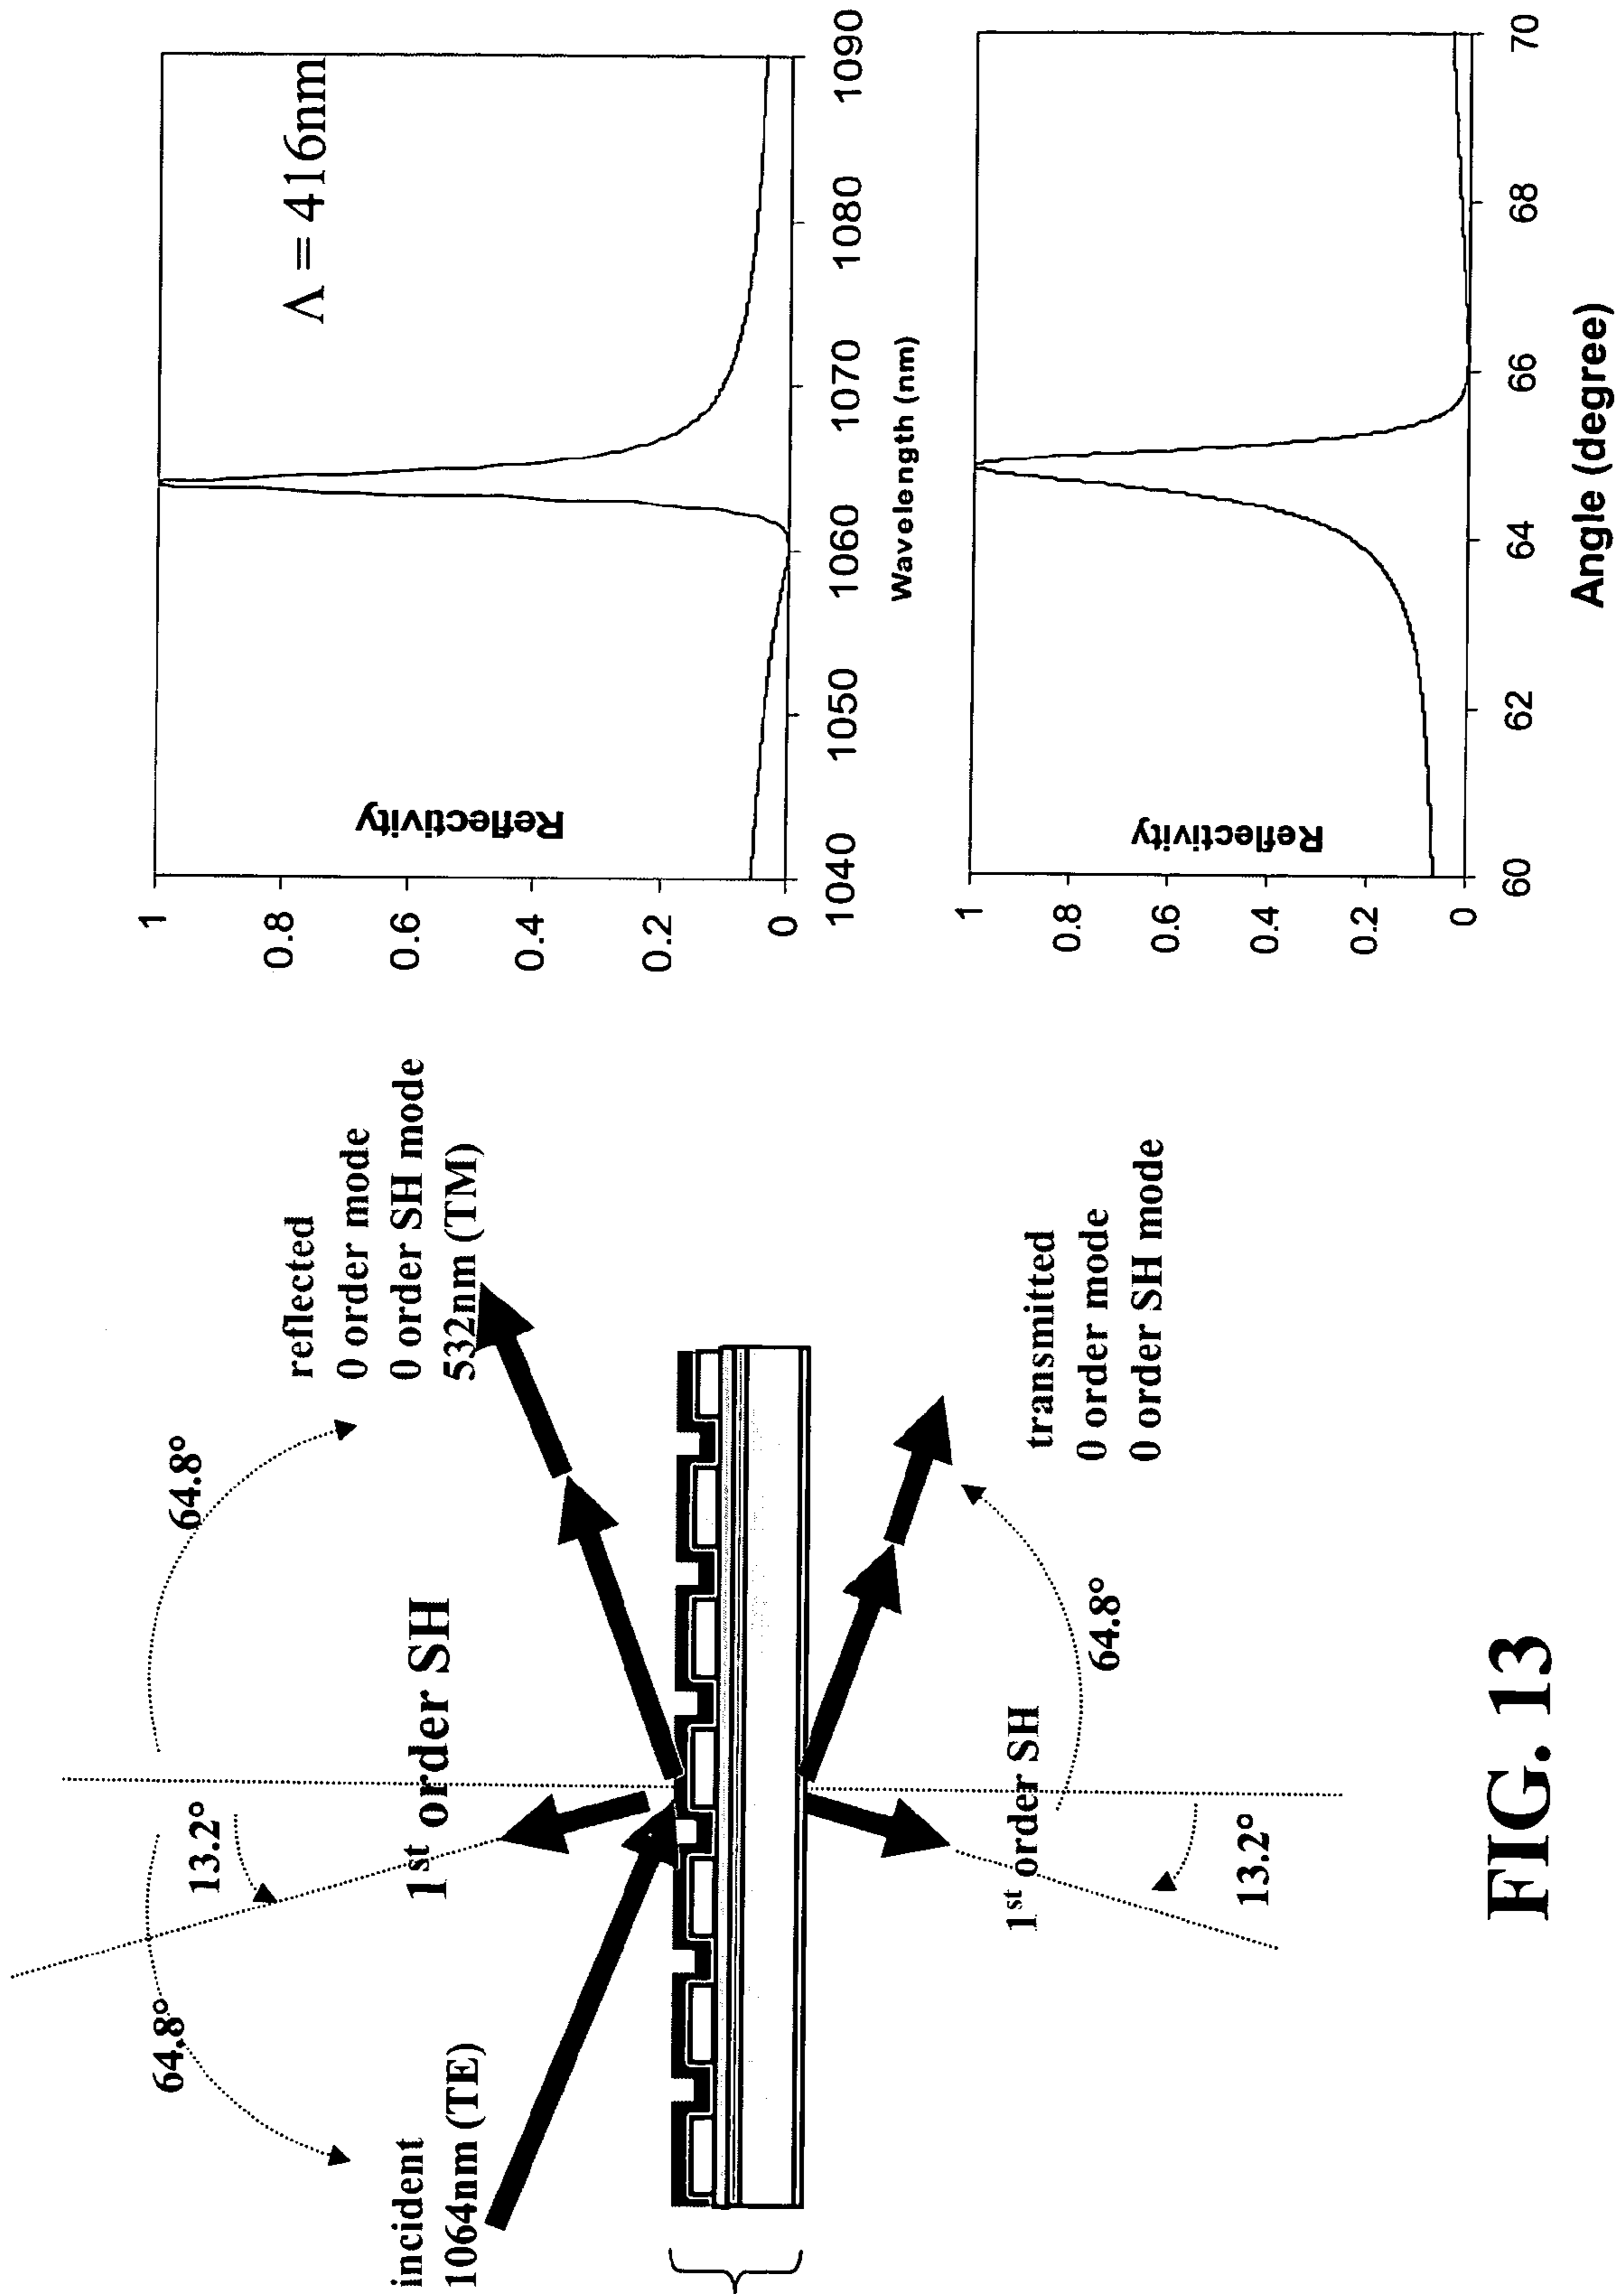 64.8°
64.8°
13.2°
incident
1064nm (TE)
1st order SH
reflected
0 order mode
0 order SH mode
532nm (TM)
1st order SH
64.8°
13.2°
transmitted
0 order mode
0 order SH mode
Λ = 416nm
Reflectivity
1
0.8
0.6
0.4
0.2
0
1040 1050 1060 1070 1080 1090
Wavelength (nm)
Reflectivity
1
0.8
0.6
0.4
0.2
0
60 62 64 66 68 70
Angle (degree)
FIG. 13